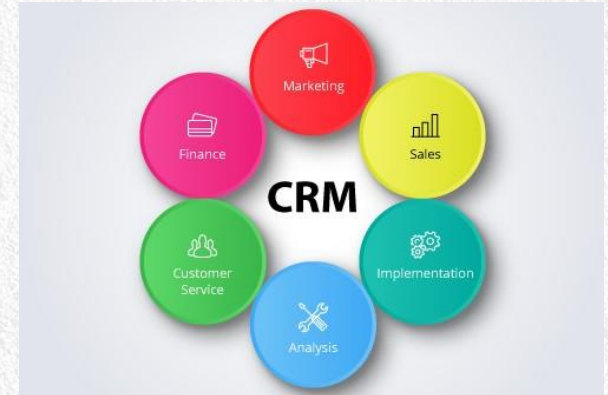 Marketing
Finance
Sales
CRM
Customer
Service
Implementation
Analysis